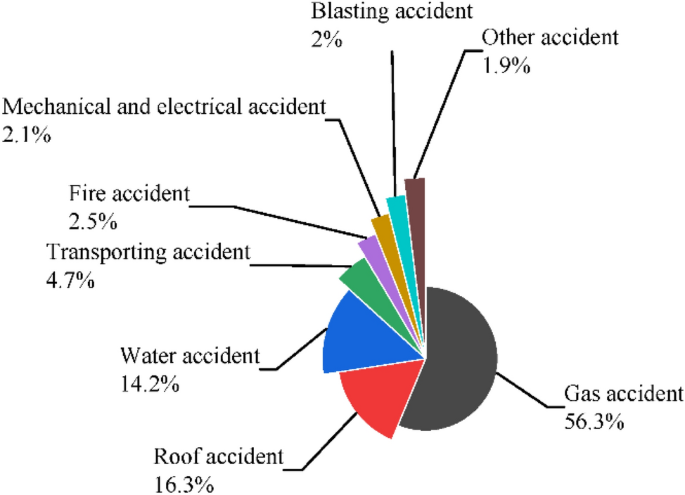 Blasting accident
2%
Other accident
1.9%
Mechanical and electrical accident
2.1%
Fire accident
2.5%
Transporting accident
4.7%
Water accident
14.2%
Gas accident
56.3%
Roof accident
16.3%